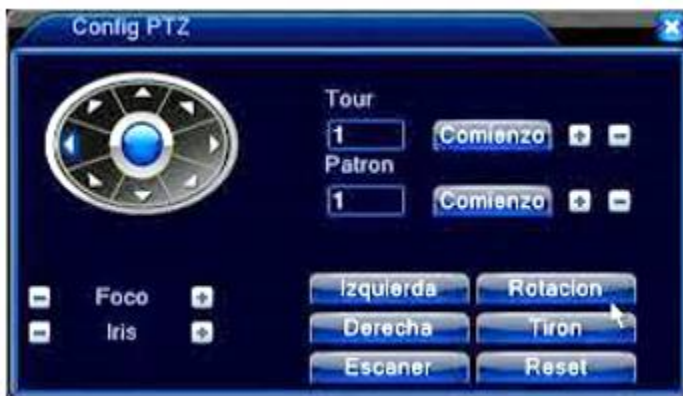 Config PTZ
Tour
1 Comienzo
Patron
1 Comienzo
Foco
Iris
Izquierda Rotacion
Derecha Tiron
Escaner Reset